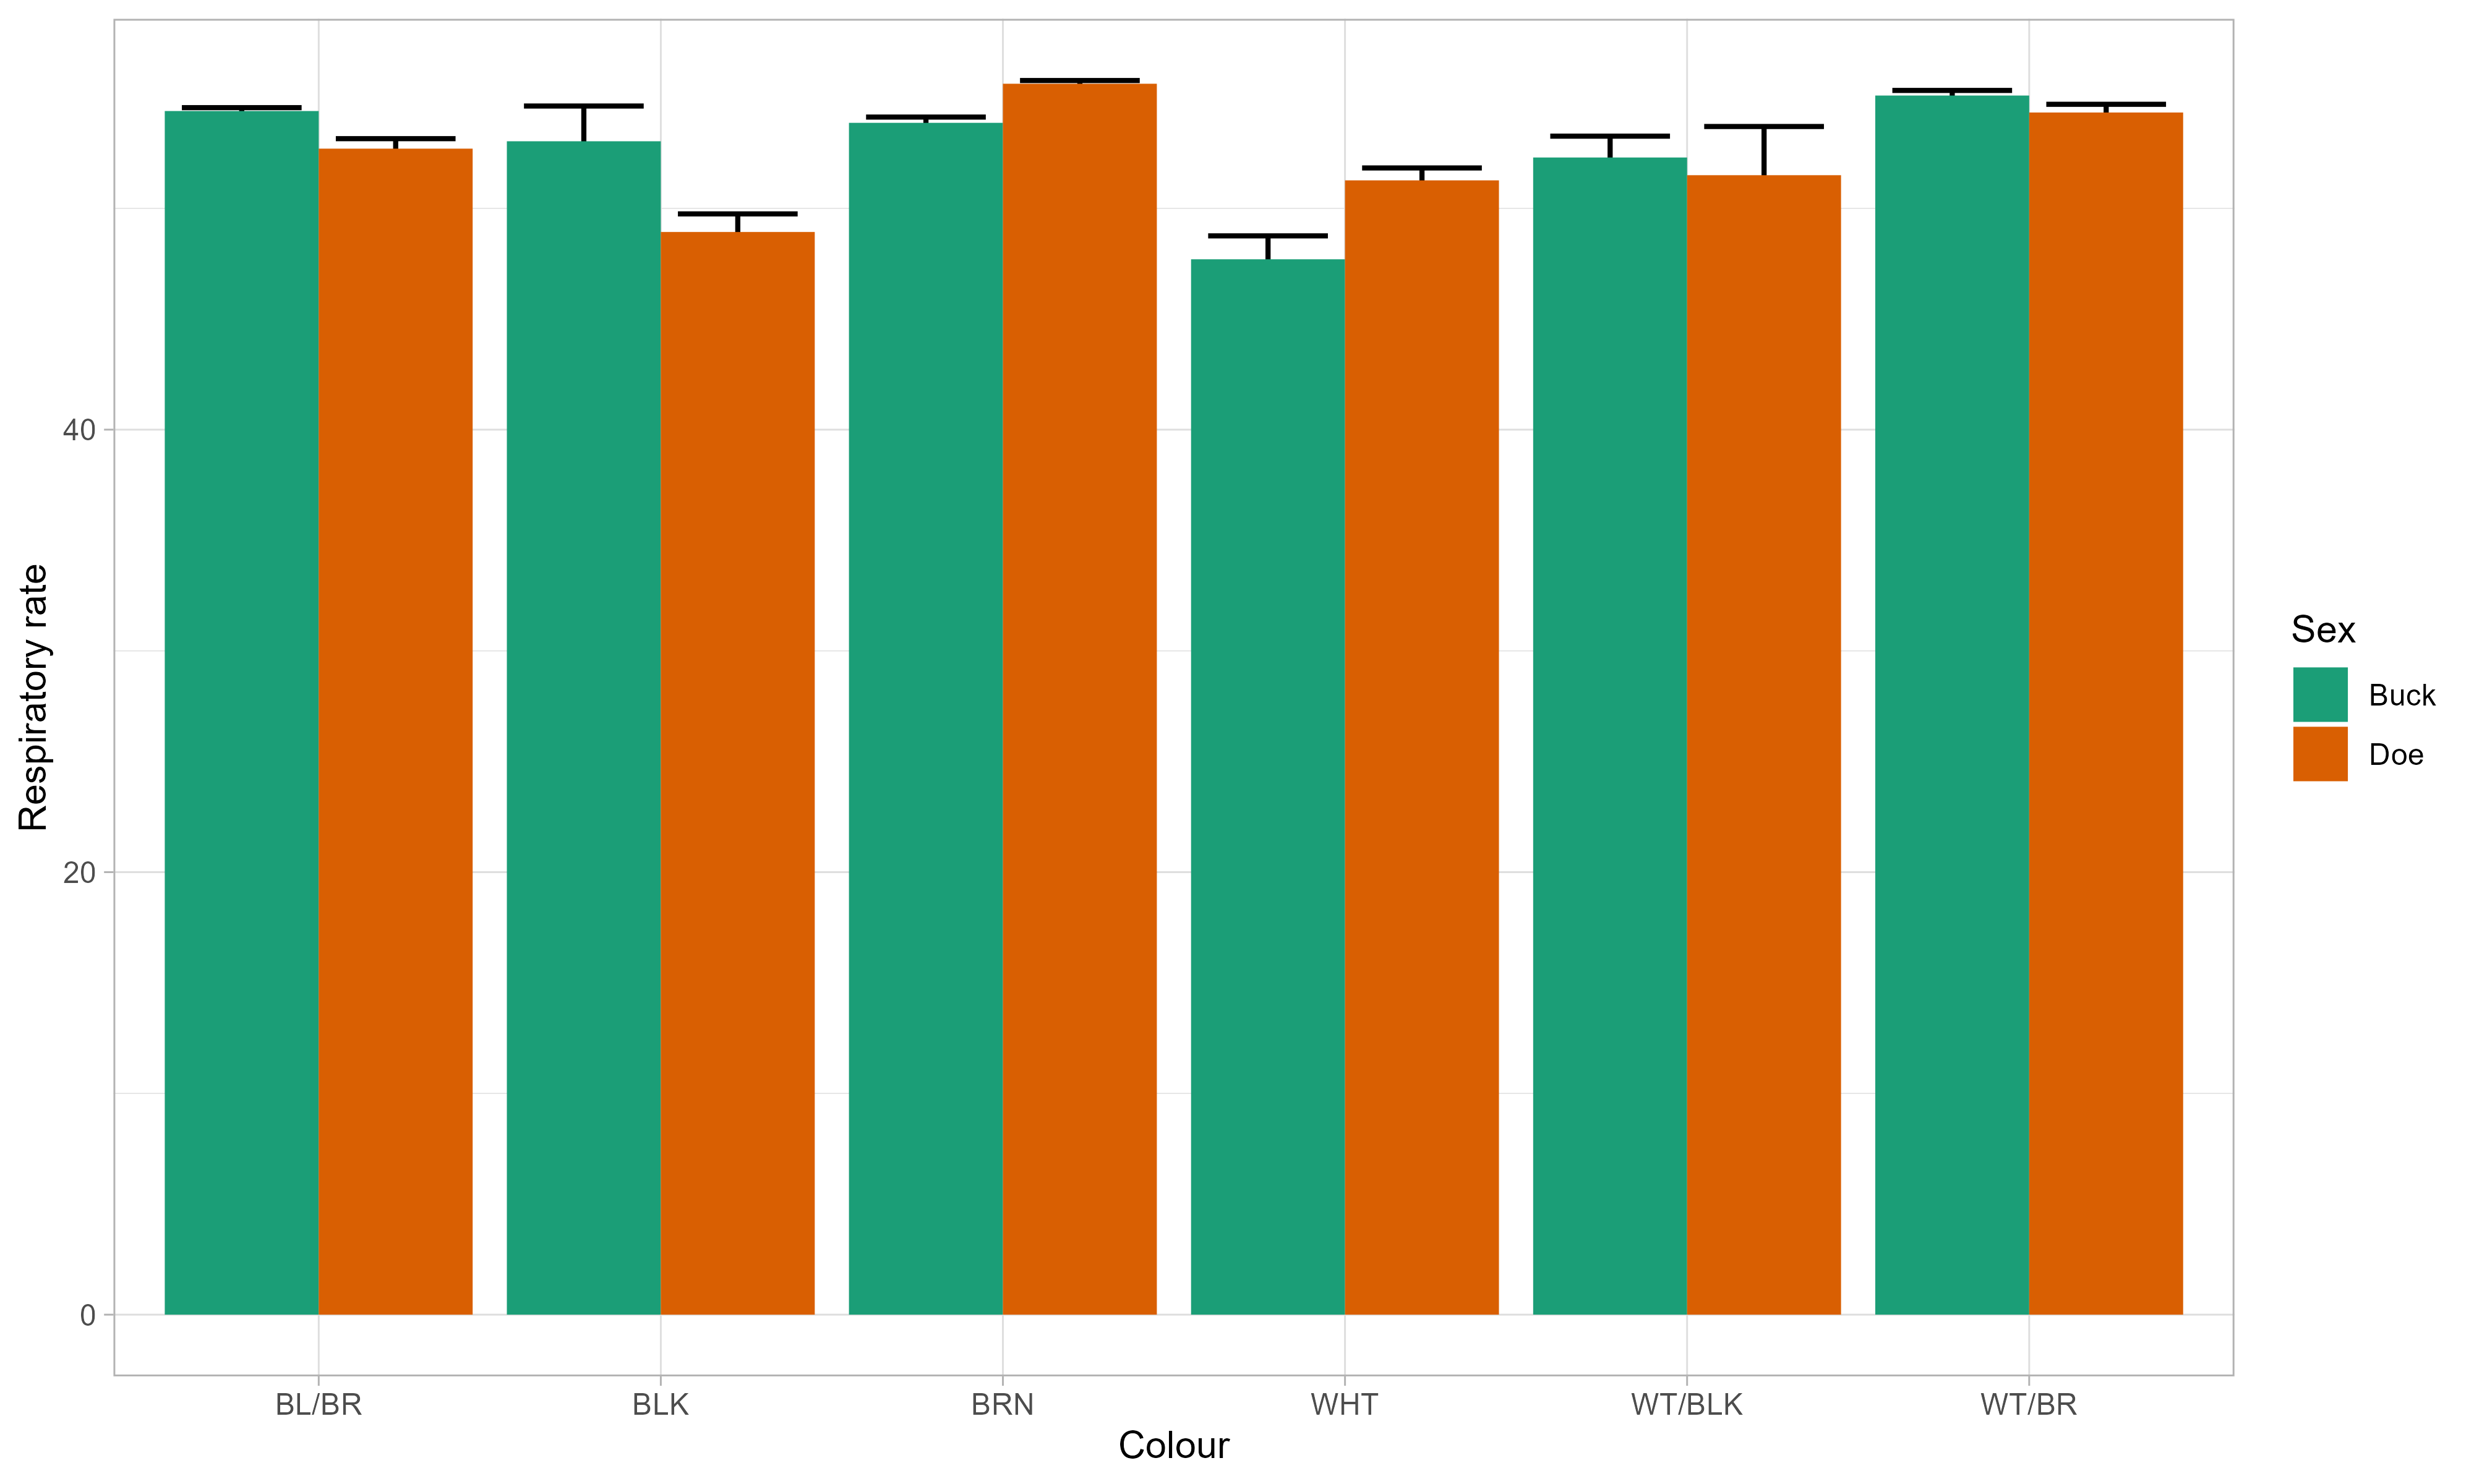 Respiratory rate
40
20
0
BL/BR
BLK
BRN
WHT
WT/BLK
WT/BR
Colour
Sex
Buck
Doe